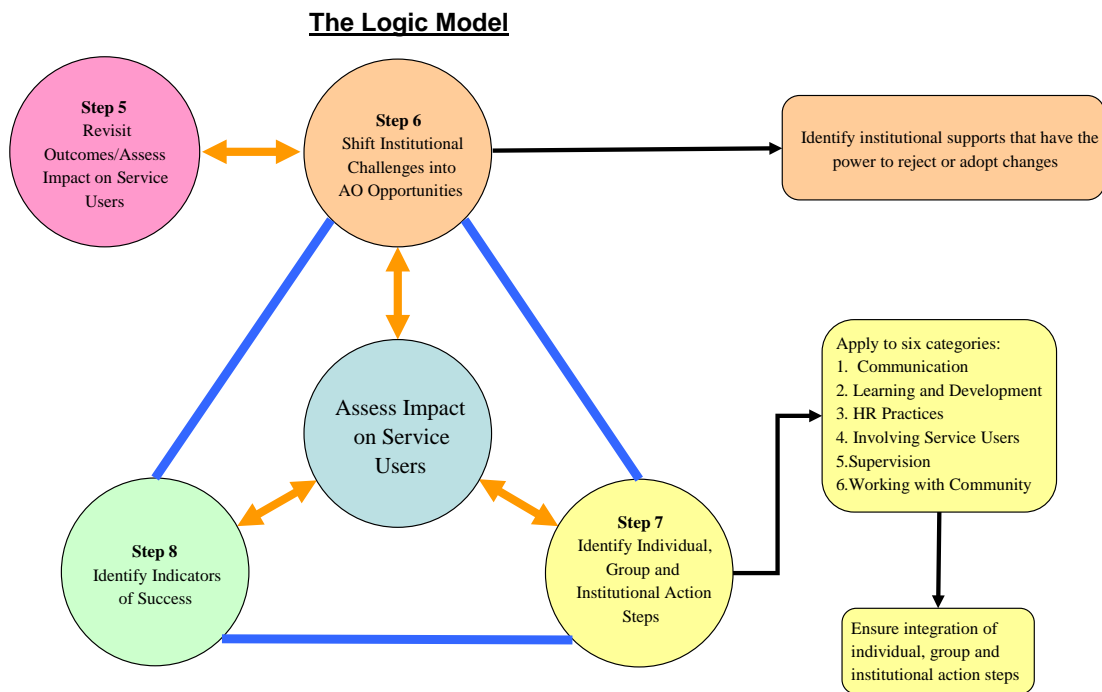 The Logic Model
Step 5
Revisit
Outcomes/Assess
Impact on Service
Users
Step 6
Shift Institutional
Challenges into
AO Opportunities
Identify institutional supports that have the
power to reject or adopt changes
Assess Impact
on Service
Users
Apply to six categories:
1. Communication
2. Learning and Development
3. HR Practices
4. Involving Service Users
5.Supervision
6.Working with Community
Step 7
Identify Individual,
Group and
Institutional Action
Steps
Step 8
Identify Indicators
of Success
Ensure integration of
individual, group and
institutional action steps